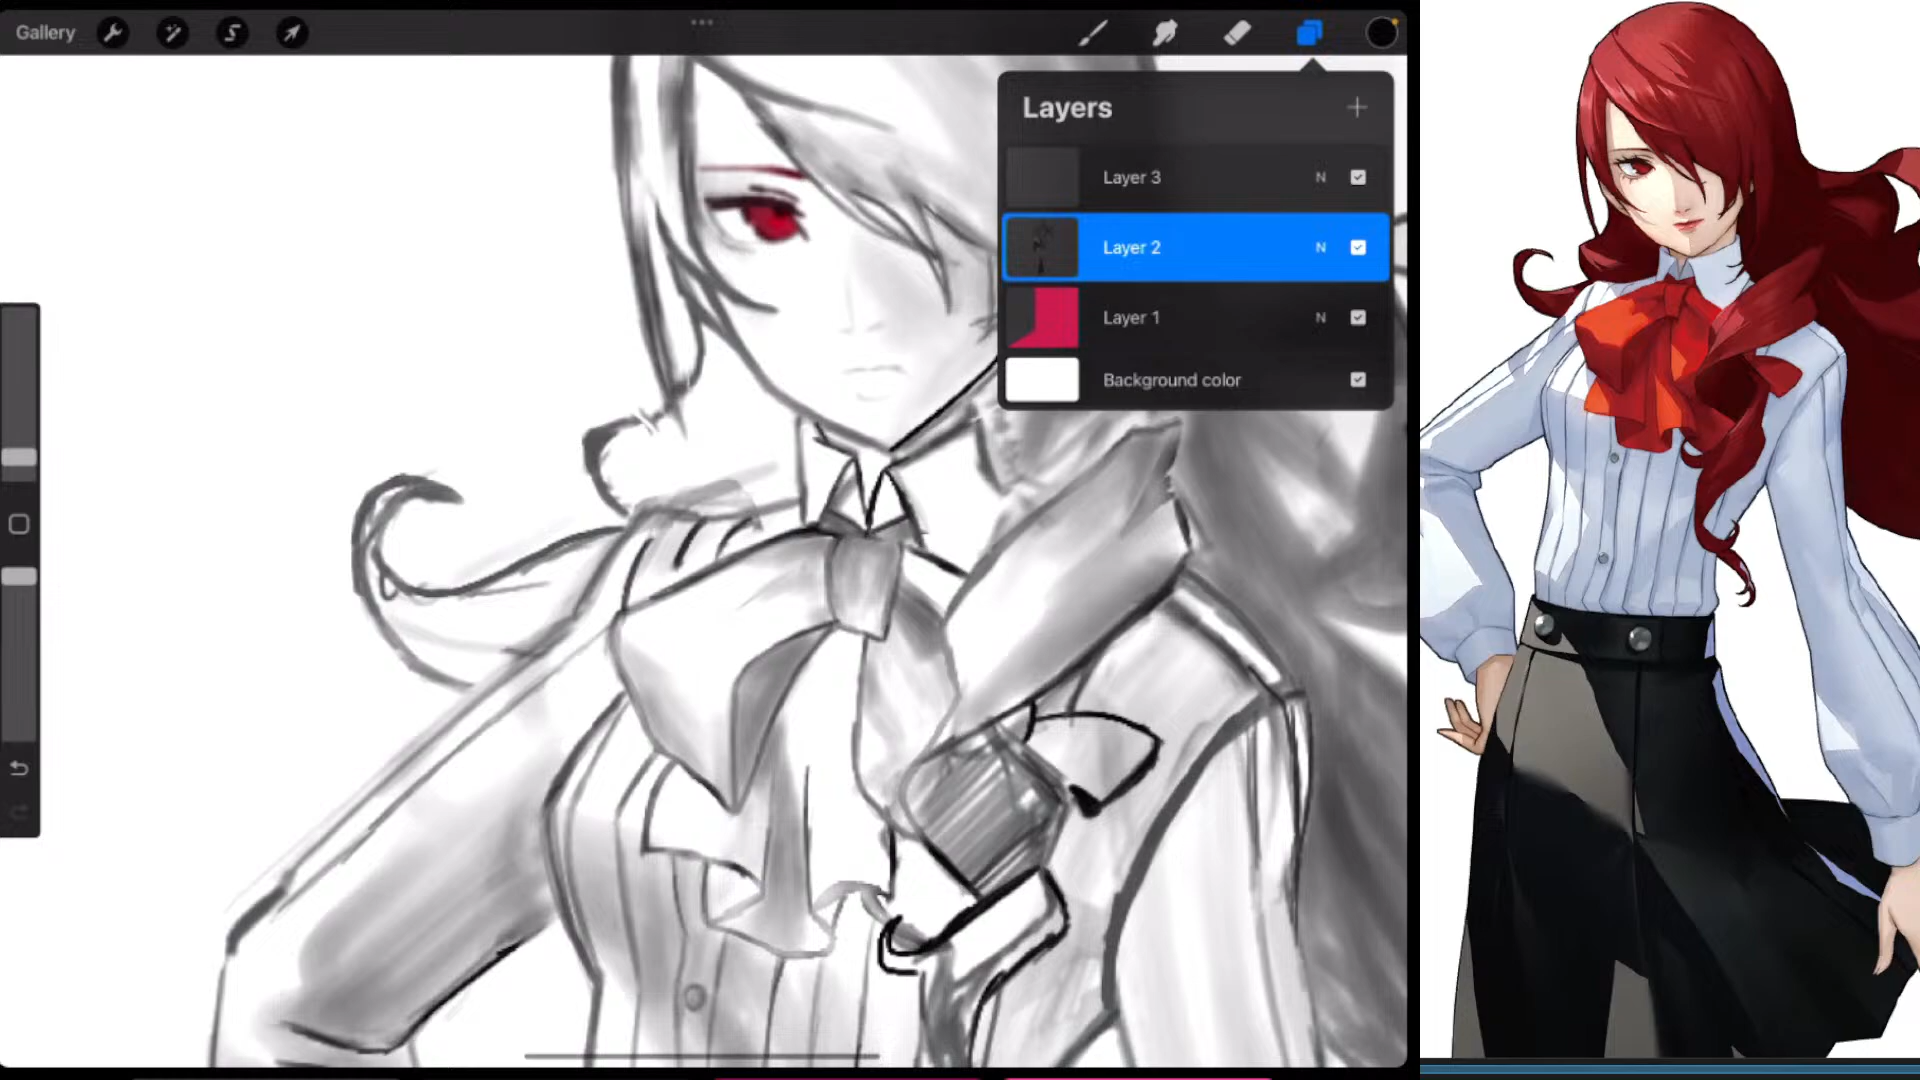 Gallery
Layers
Layer 3 N
Layer 2 N
Layer 1 N
Background color